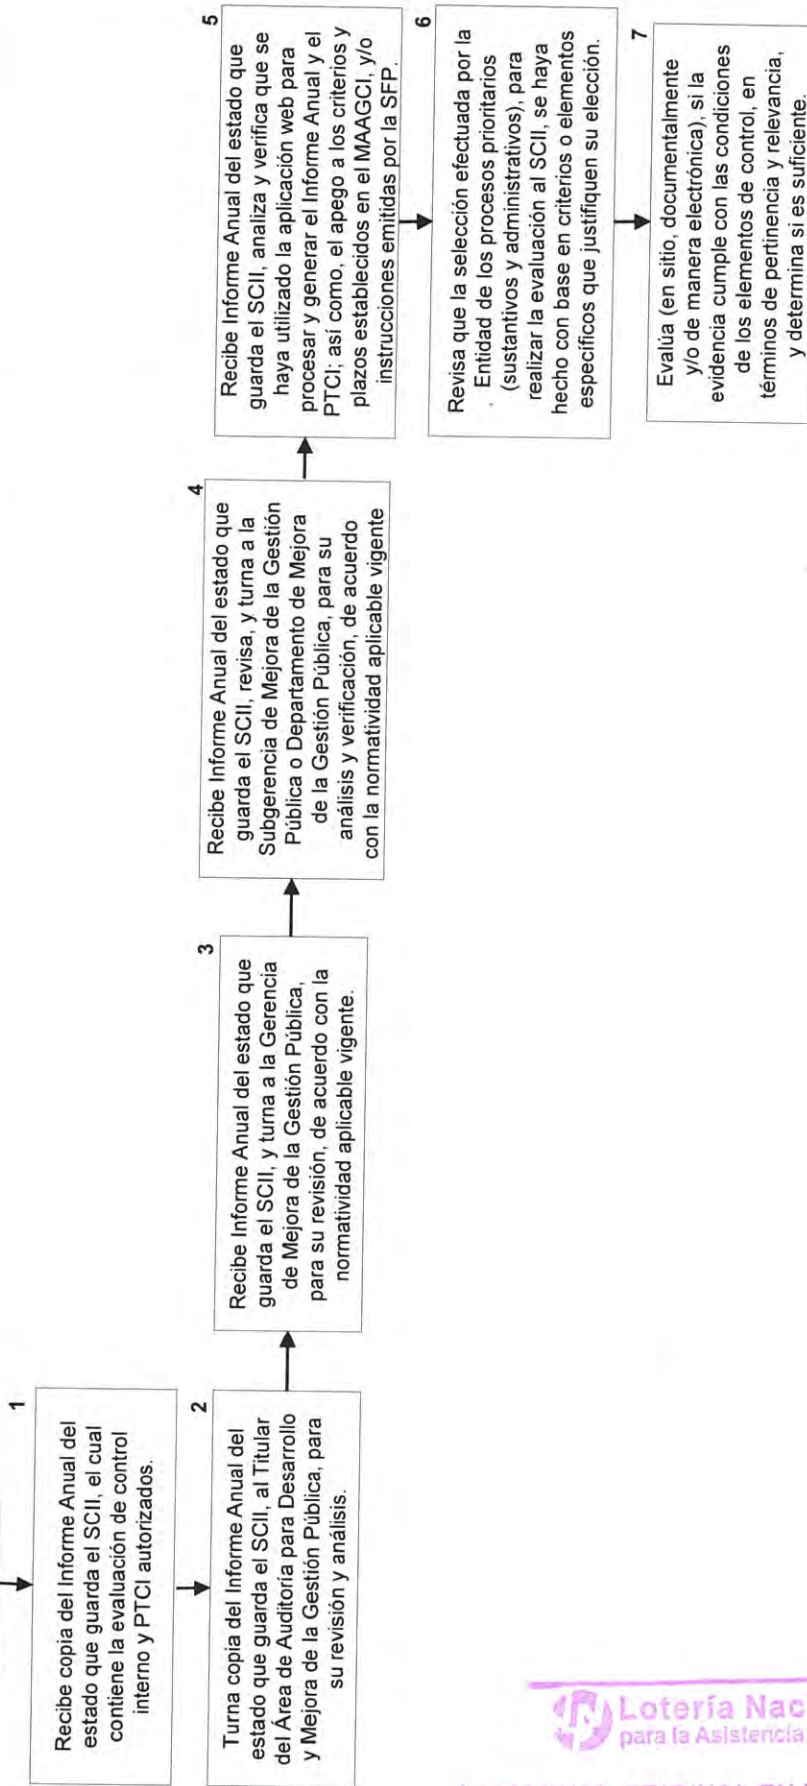 1
Recibe copia del Informe Anual del
estado que guarda el SCII, el cual
contiene la evaluación de control
interno y PTCI autorizados.
2
Turna copia del Informe Anual del
estado que guarda el SCII, al Titular
del Área de Auditoría para Desarrollo
y Mejora de la Gestión Pública, para
su revisión y análisis.
3
Recibe Informe Anual del estado que
guarda el SCII, y turna a la Gerencia
de Mejora de la Gestión Pública,
para su revisión, de acuerdo con la
normatividad aplicable vigente.
4
Recibe Informe Anual del estado que
guarda el SCII, revisa, y turna a la
Subgerencia de Mejora de la Gestión
Pública o Departamento de Mejora
de la Gestión Pública, para su
análisis y verificación, de acuerdo
con la normatividad aplicable vigente
5
Recibe Informe Anual del estado que
guarda el SCII, analiza y verifica que se
haya utilizado la aplicación web para
procesar y generar el Informe Anual y el
PTCI; así como, el apego a los criterios y
plazos establecidos en el MAAGCI, y/o
instrucciones emitidas por la SFP.
6
Revisa que la selección efectuada por la
Entidad de los procesos prioritarios
(sustantivos y administrativos), para
realizar la evaluación al SCII, se haya
hecho con base en criterios o elementos
específicos que justifiquen su elección.
7
Evalúa (en sitio, documentalmente
y/o de manera electrónica), si la
evidencia cumple con las condiciones
de los elementos de control, en
términos de pertinencia y relevancia,
y determina si es suficiente.
Lotería Nac
para la Asistencia